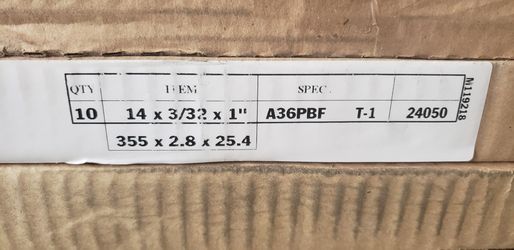 QTY ITEM SPEC.
10 14 x 3/32 x 1" A36PBF T-1 24050
355 x 2.8 x 25.4
M119218